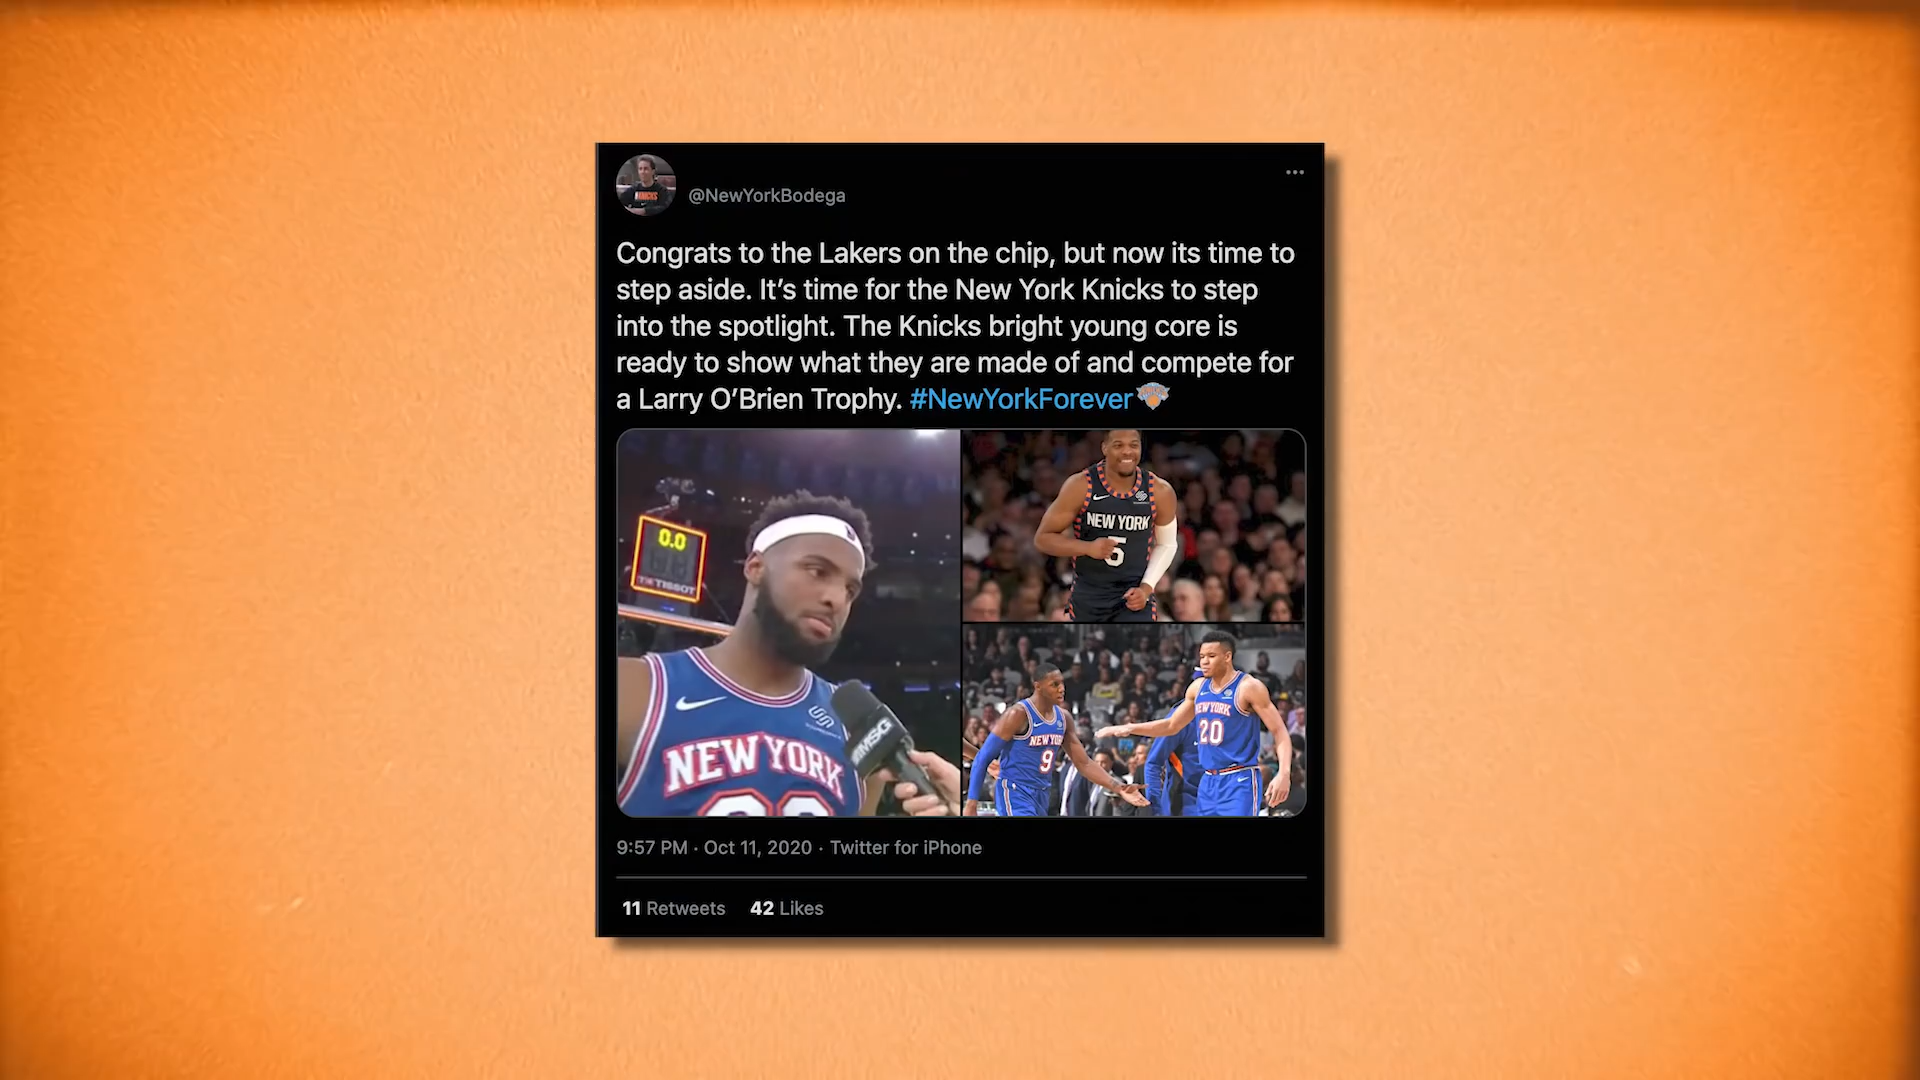 @NewYorkBodega
Congrats to the Lakers on the chip, but now its time to
step aside. It's time for the New York Knicks to step
into the spotlight. The Knicks bright young core is
ready to show what they are made of and compete for
a Larry O'Brien Trophy. #NewYorkForever
KNICKS
0.0
TISSOT
MSG
NEW YORK
NEW YORK
5
NEW YORK
9
NEW YORK
20
9:57 PM · Oct 11, 2020 · Twitter for iPhone
11 Retweets 42 Likes